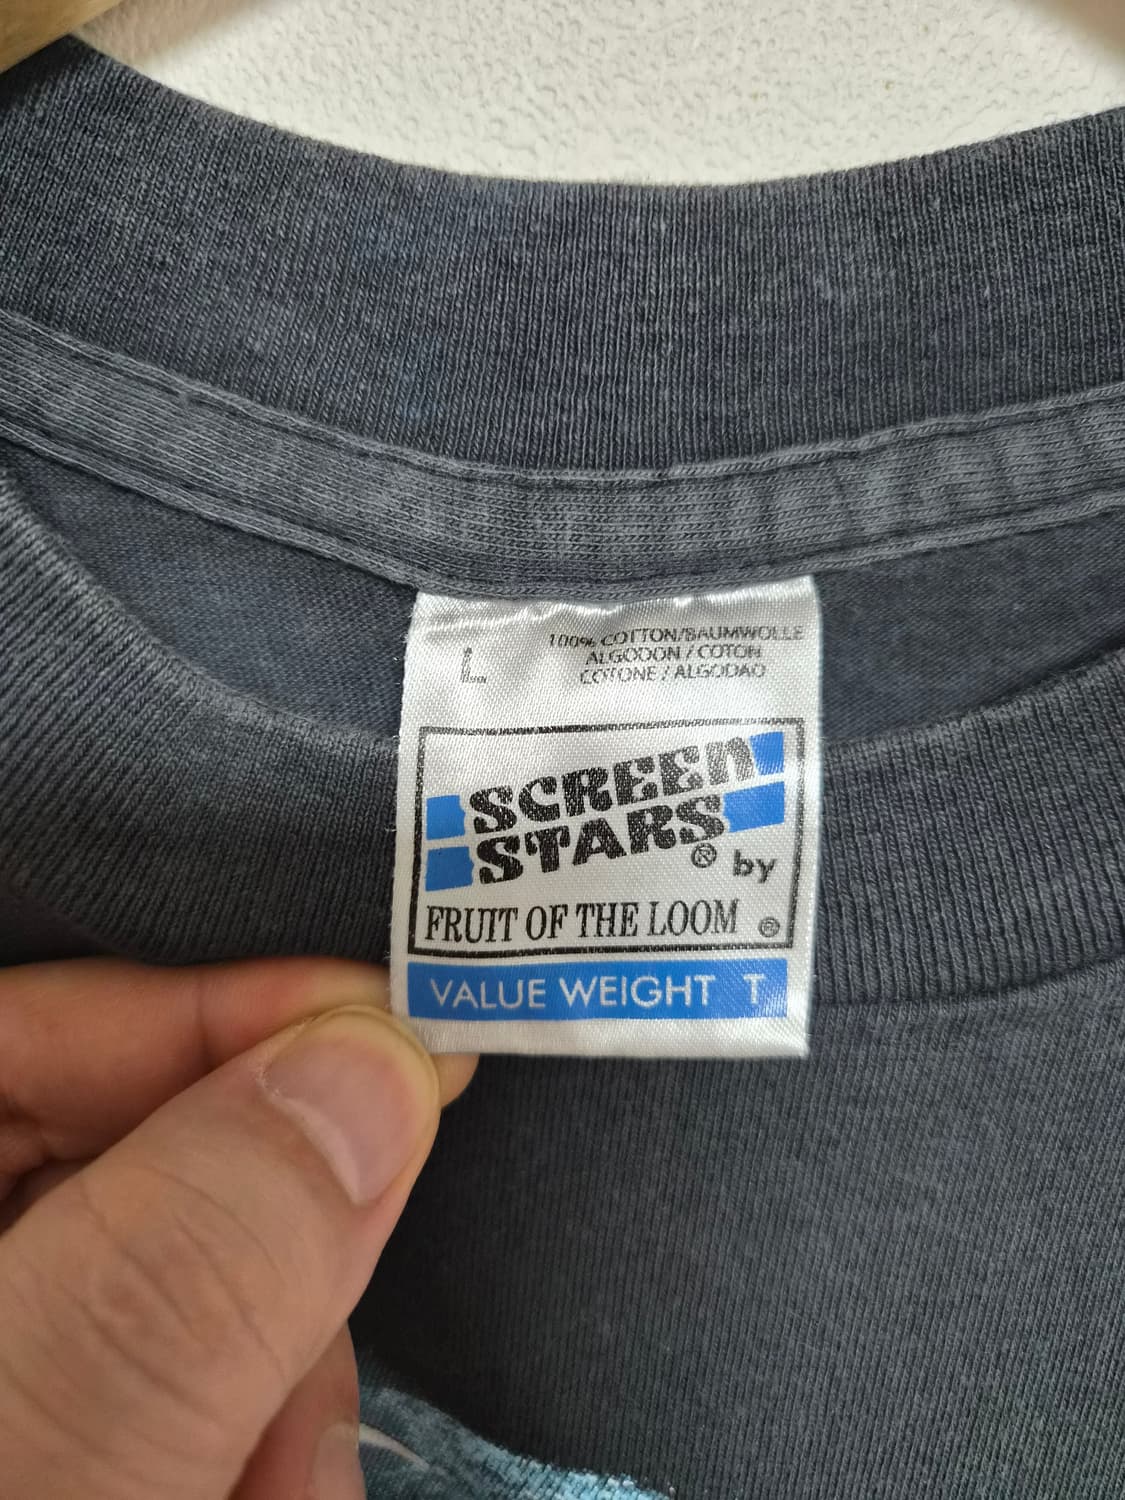 L
100% COTTON/BAUMWOLLE
ALGODON / COTON
COTONE / ALGODAO
SCREEN
STARS® by
FRUIT OF THE LOOM ®
VALUE WEIGHT T